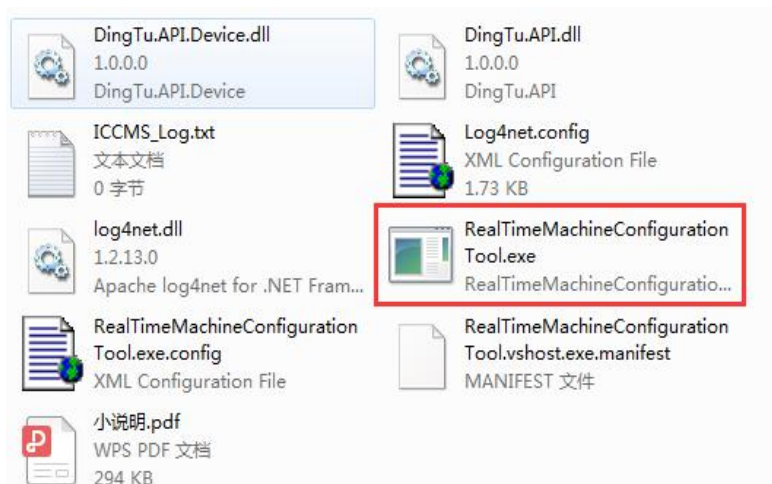 DingTu.API.Device.dll
1.0.0.0
DingTu.API.Device
DingTu.API.dll
1.0.0.0
DingTu.API
ICCMS_Log.txt
文本文档
0 字节
Log4net.config
XML Configuration File
1.73 KB
log4net.dll
1.2.13.0
Apache log4net for .NET Fram...
RealTimeMachineConfiguration
Tool.exe
RealTimeMachineConfiguratio...
RealTimeMachineConfiguration
Tool.exe.config
XML Configuration File
RealTimeMachineConfiguration
Tool.vshost.exe.manifest
MANIFEST 文件
小说明.pdf
WPS PDF 文档
294 KB